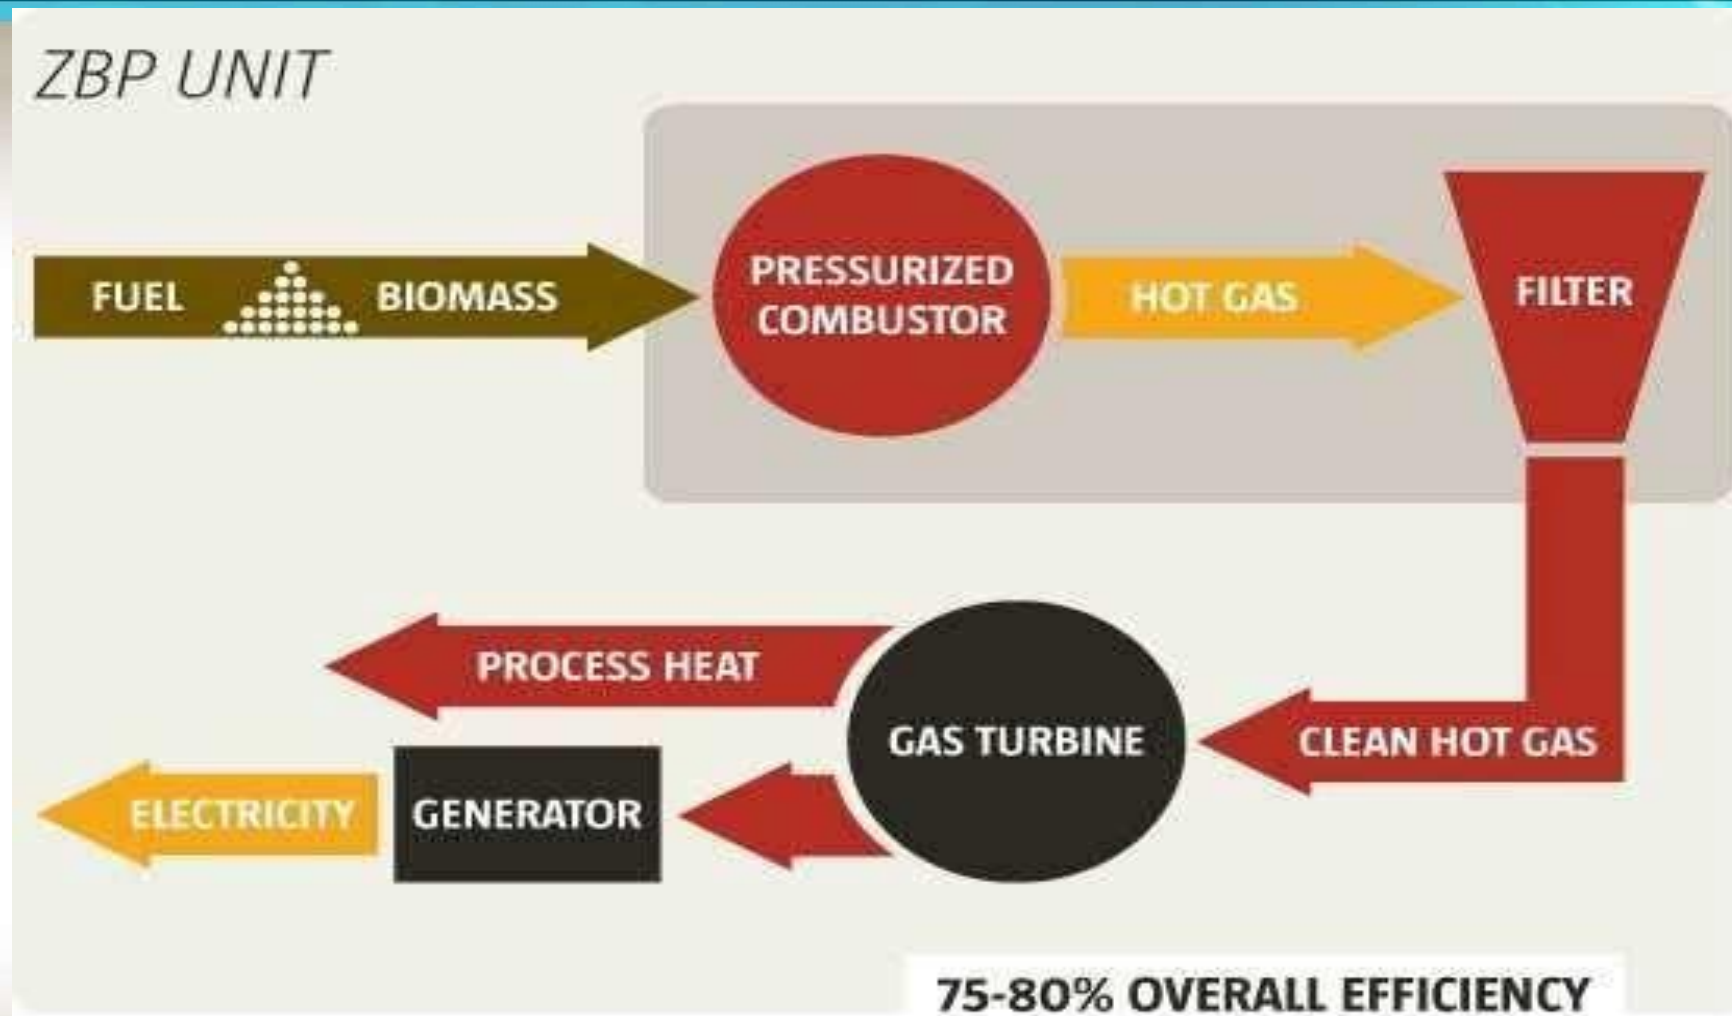 ZBP UNIT
FUEL BIOMASS
PRESSURIZED
COMBUSTOR
HOT GAS
FILTER
PROCESS HEAT
GAS TURBINE
CLEAN HOT GAS
ELECTRICITY
GENERATOR
75-80% OVERALL EFFICIENCY